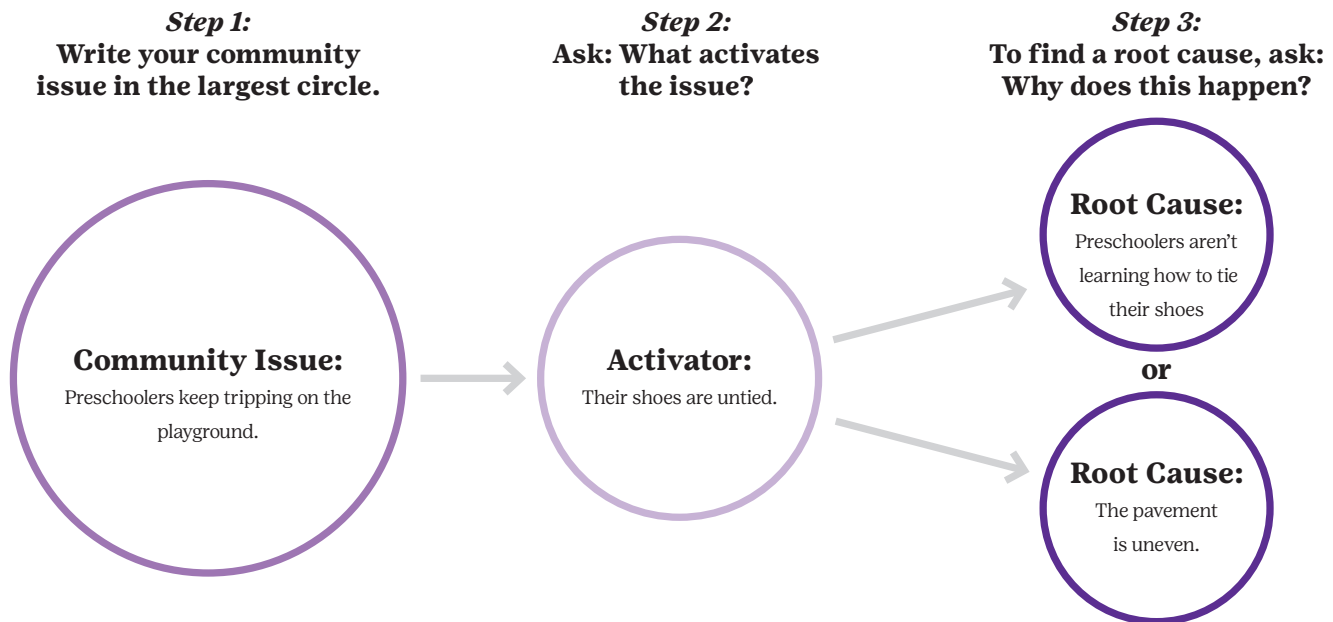 Step 1:
Write your community
issue in the largest circle.
Step 2:
Ask: What activates
the issue?
Step 3:
To find a root cause, ask:
Why does this happen?
Community Issue:
Preschoolers keep tripping on the
playground.
Activator:
Their shoes are untied.
Root Cause:
Preschoolers aren’t
learning how to tie
their shoes
or
Root Cause:
The pavement
is uneven.